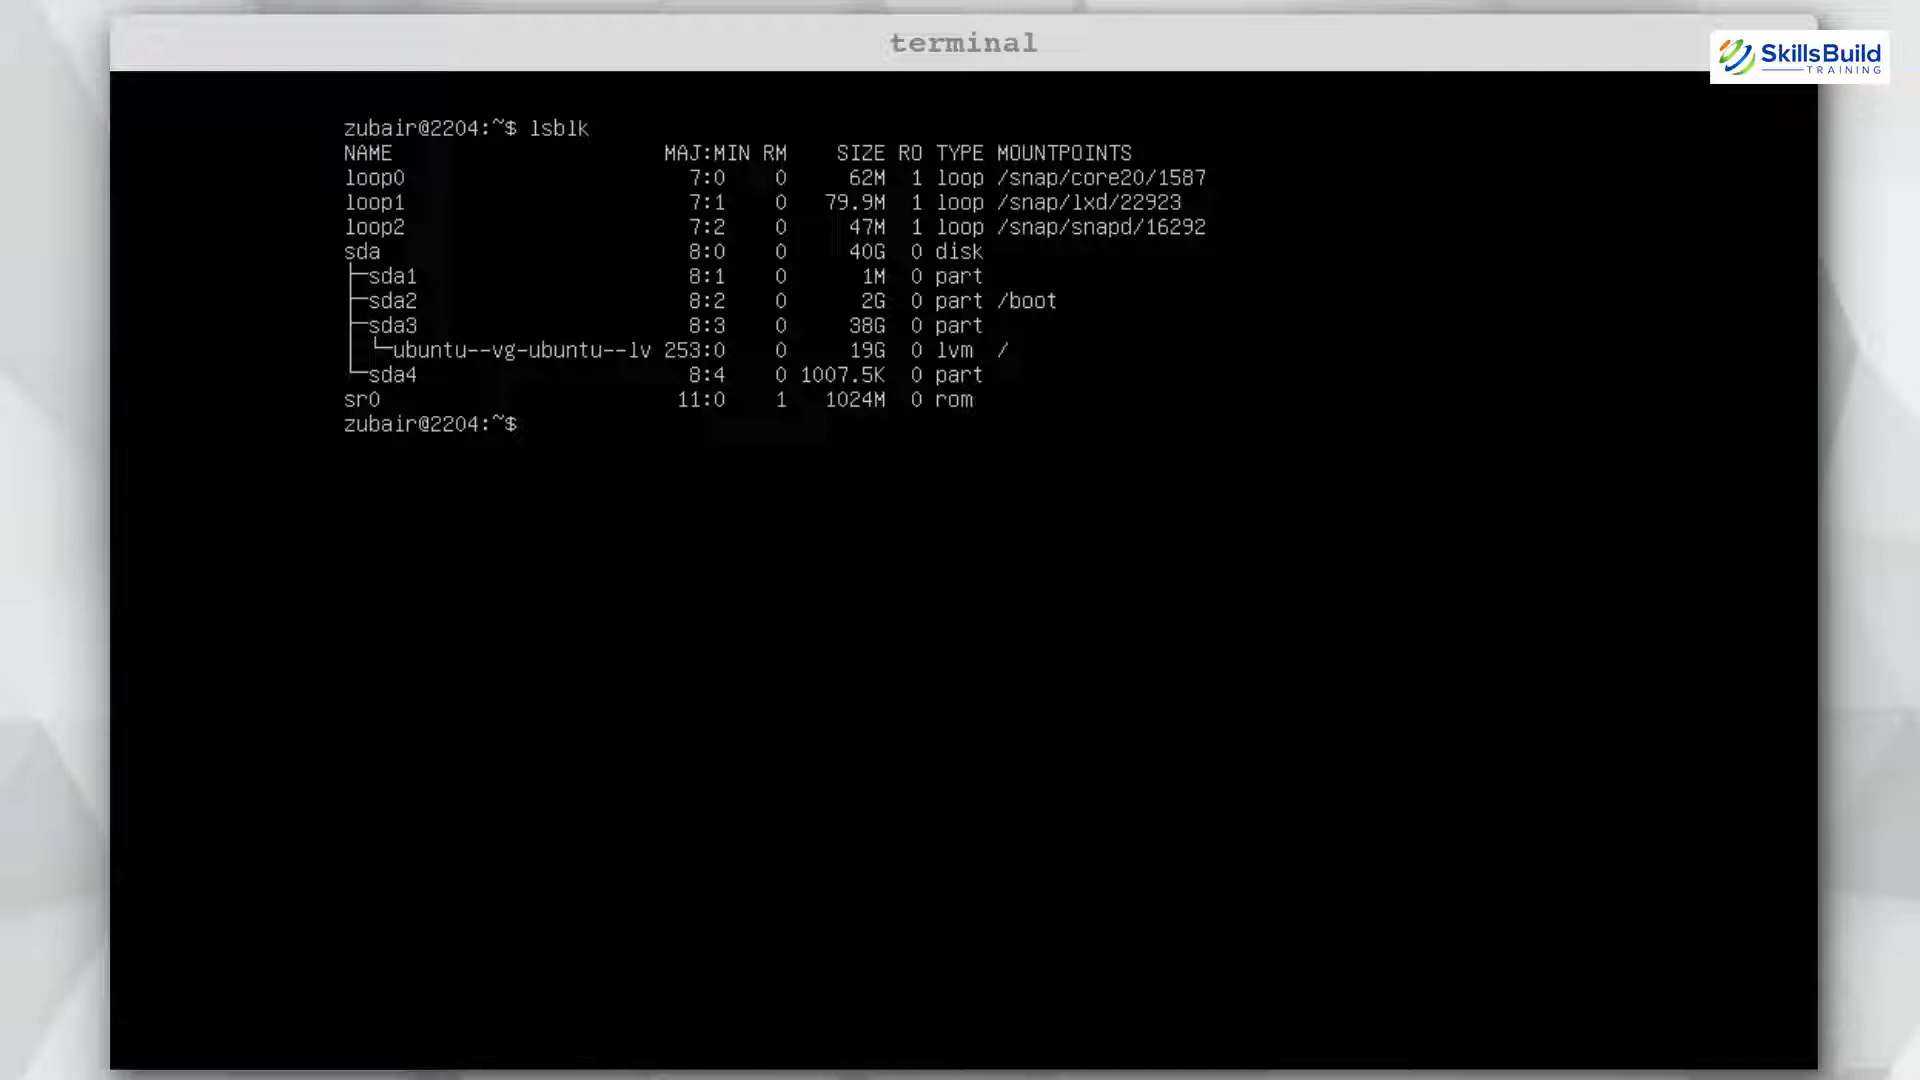 terminal
SkillsBuild
TRAINING
zubair@2204:~$ lsblk
NAME                      MAJ:MIN RM    SIZE RO TYPE MOUNTPOINTS
loop0                       7:0    0     62M  1 loop /snap/core20/1587
loop1                       7:1    0   79.9M  1 loop /snap/lxd/22923
loop2                       7:2    0     47M  1 loop /snap/snapd/16292
sda                         8:0    0     40G  0 disk
├─sda1                      8:1    0      1M  0 part
├─sda2                      8:2    0      2G  0 part /boot
├─sda3                      8:3    0     38G  0 part
│ └─ubuntu--vg-ubuntu--lv 253:0    0     19G  0 lvm  /
└─sda4                      8:4    0 1007.5K  0 part
sr0                        11:0    1   1024M  0 rom
zubair@2204:~$